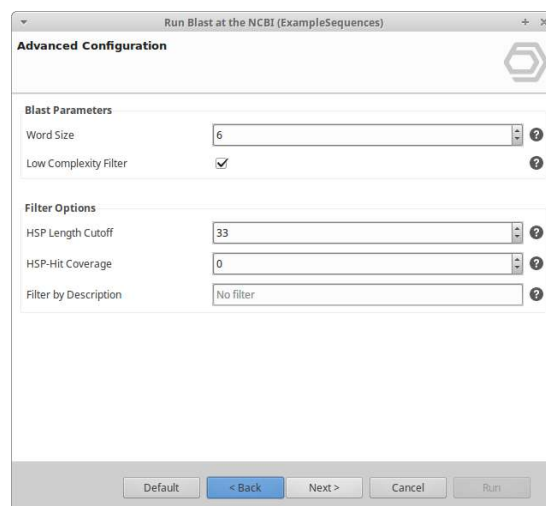 Run Blast at the NCBI (ExampleSequences)
Advanced Configuration
Blast Parameters
Word Size 6
Low Complexity Filter
Filter Options
HSP Length Cutoff 33
HSP-Hit Coverage 0
Filter by Description No filter
Default < Back Next > Cancel Run